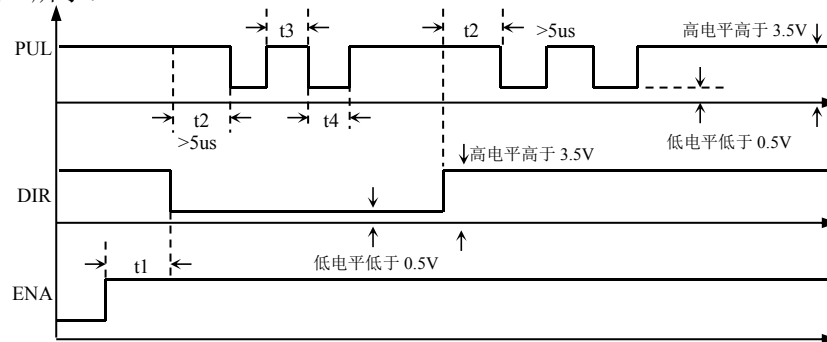 t3
t2
>5us
高电平高于 3.5V
PUL
t2
t4
>5us
低电平低于 0.5V
高电平高于 3.5V
DIR
t1
低电平低于 0.5V
ENA